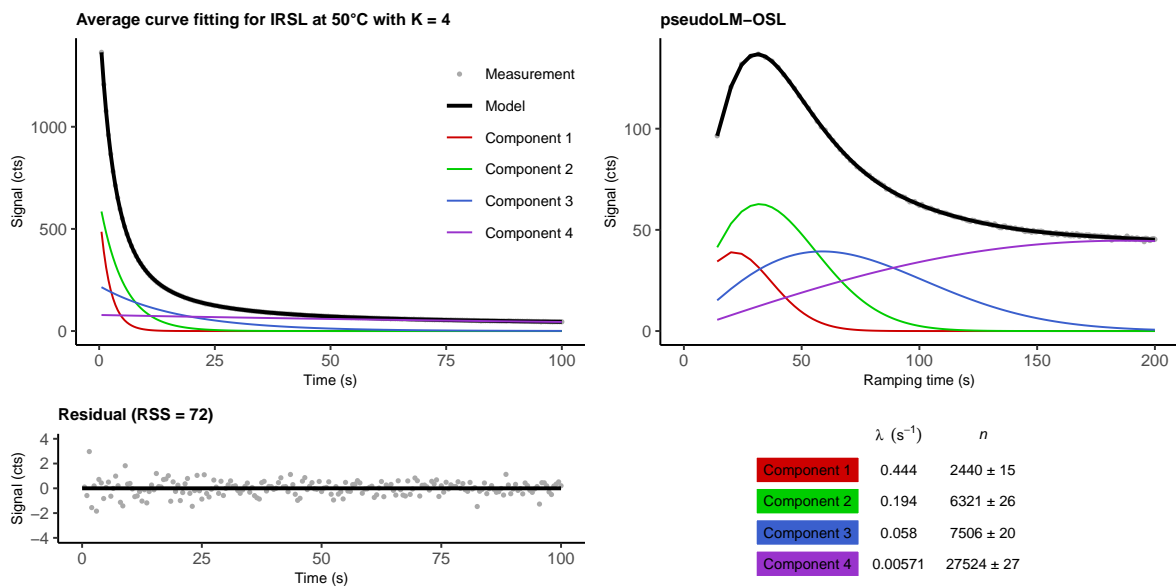 Average curve fitting for IRSL at 50°C with K = 4
Signal (cts)
1000
500
0
0
25
50
75
100
Time (s)
Measurement
Model
Component 1
Component 2
Component 3
Component 4
pseudoLM−OSL
Signal (cts)
100
50
0
0
50
100
150
200
Ramping time (s)
Residual (RSS = 72)
Signal (cts)
4
2
0
−2
−4
0
25
50
75
100
Time (s)
λ (s⁻¹) n
Component 1 0.444 2440 ± 15
Component 2 0.194 6321 ± 26
Component 3 0.058 7506 ± 20
Component 4 0.00571 27524 ± 27